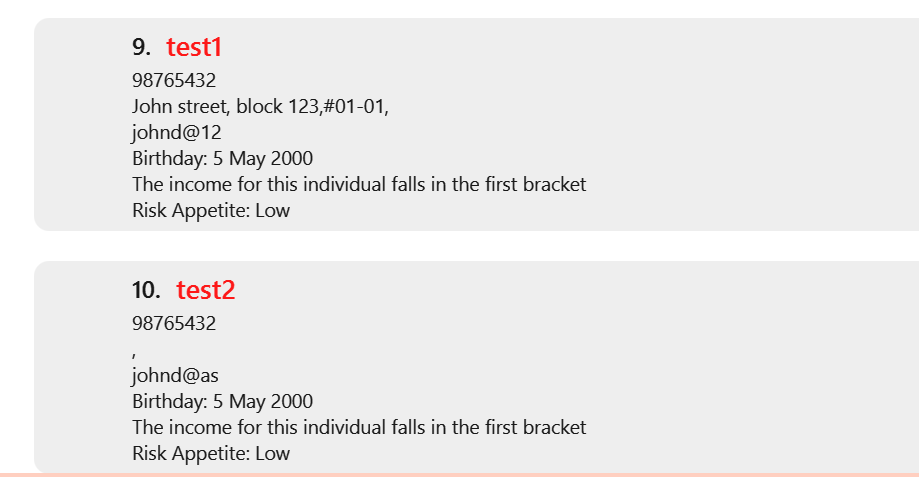 9. test1
98765432
John street, block 123,#01-01,
johnd@12
Birthday: 5 May 2000
The income for this individual falls in the first bracket
Risk Appetite: Low
10. test2
98765432
,
johnd@as
Birthday: 5 May 2000
The income for this individual falls in the first bracket
Risk Appetite: Low